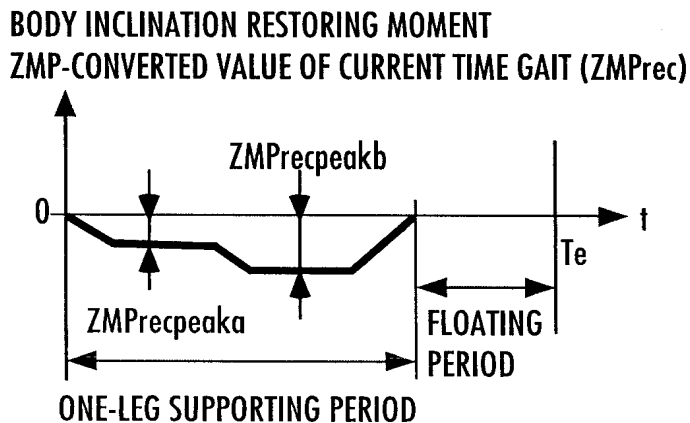 BODY INCLINATION RESTORING MOMENT
ZMP-CONVERTED VALUE OF CURRENT TIME GAIT (ZMPrec)
ZMPrecpeakb
0
t
Te
ZMPrecpeaka
FLOATING
PERIOD
ONE-LEG SUPPORTING PERIOD